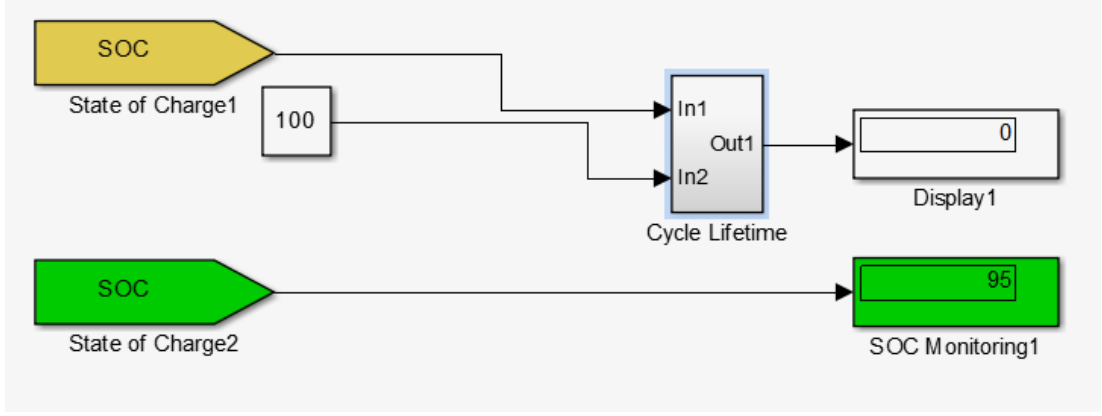 SOC
State of Charge1
100
In1
Out1
In2
Cycle Lifetime
0
Display1
SOC
State of Charge2
95
SOC Monitoring1